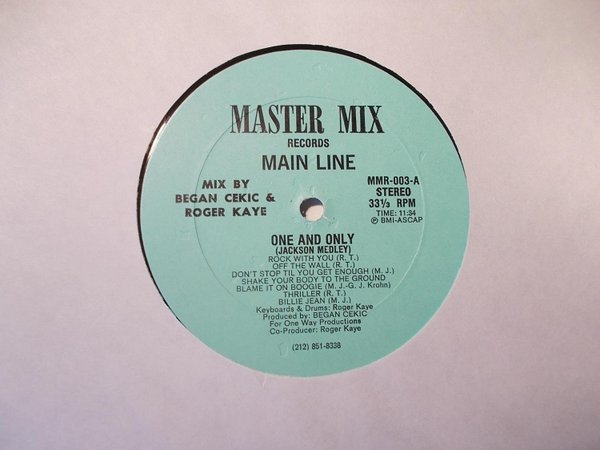 MASTER MIX
RECORDS
MAIN LINE
MIX BY
BEGAN CEKIC &
ROGER KAYE
MMR-003-A
STEREO
33⅓ RPM
TIME: 11:34
Ⓟ BMI-ASCAP
ONE AND ONLY
(JACKSON MEDLEY)
ROCK WITH YOU (R. T.)
OFF THE WALL (R. T.)
DON'T STOP TIL YOU GET ENOUGH (M. J.)
SHAKE YOUR BODY TO THE GROUND
BLAME IT ON BOOGIE (M. J.-G. J. Krohn)
THRILLER (R. T.)
BILLIE JEAN (M. J.)
Keyboards & Drums: Roger Kaye
Produced by: BEGAN CEKIC
For One Way Productions
Co-Producer: Roger Kaye
(212) 851-8338